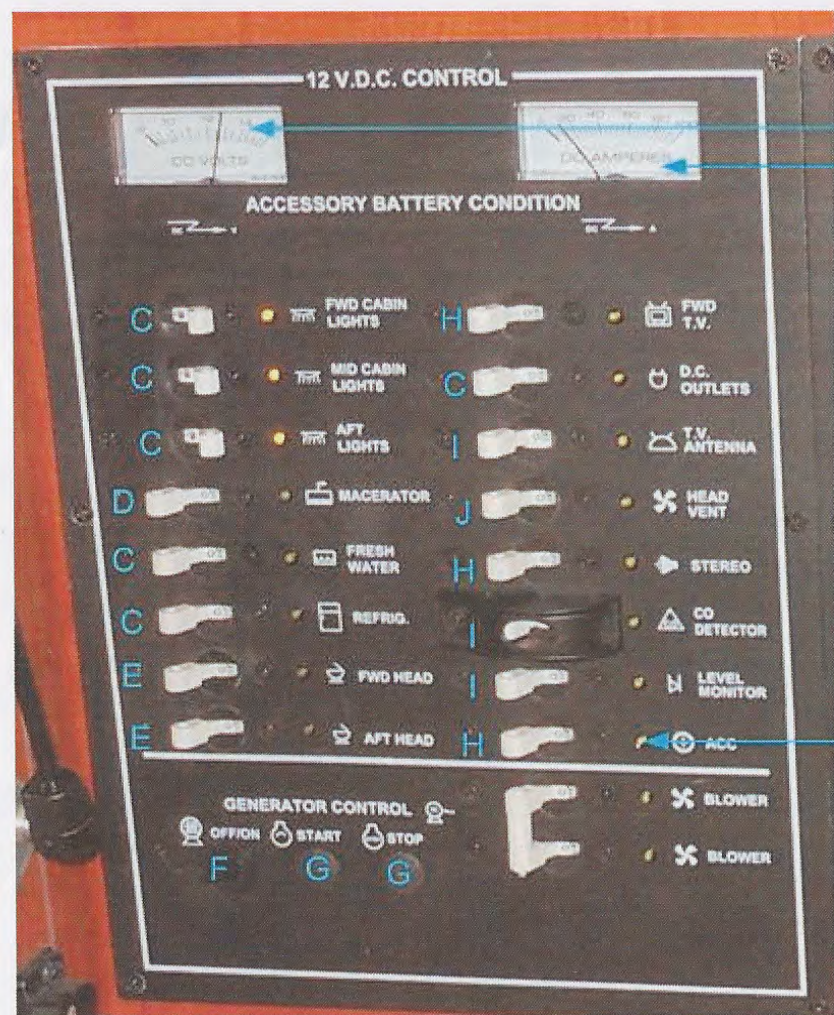 12 V.D.C. CONTROL
DC VOLTS
DC AMPERES
ACCESSORY BATTERY CONDITION
C FWD CABIN
LIGHTS
C MID CABIN
LIGHTS
C AFT
LIGHTS
D MACERATOR
C FRESH
WATER
C REFRIG.
E FWD HEAD
E AFT HEAD
H FWD
T.V.
C D.C.
OUTLETS
I T.V.
ANTENNA
J HEAD
VENT
H STEREO
I CO
DETECTOR
I LEVEL
MONITOR
H ACC
BLOWER
BLOWER
GENERATOR CONTROL
OFF/ON START STOP
F G G